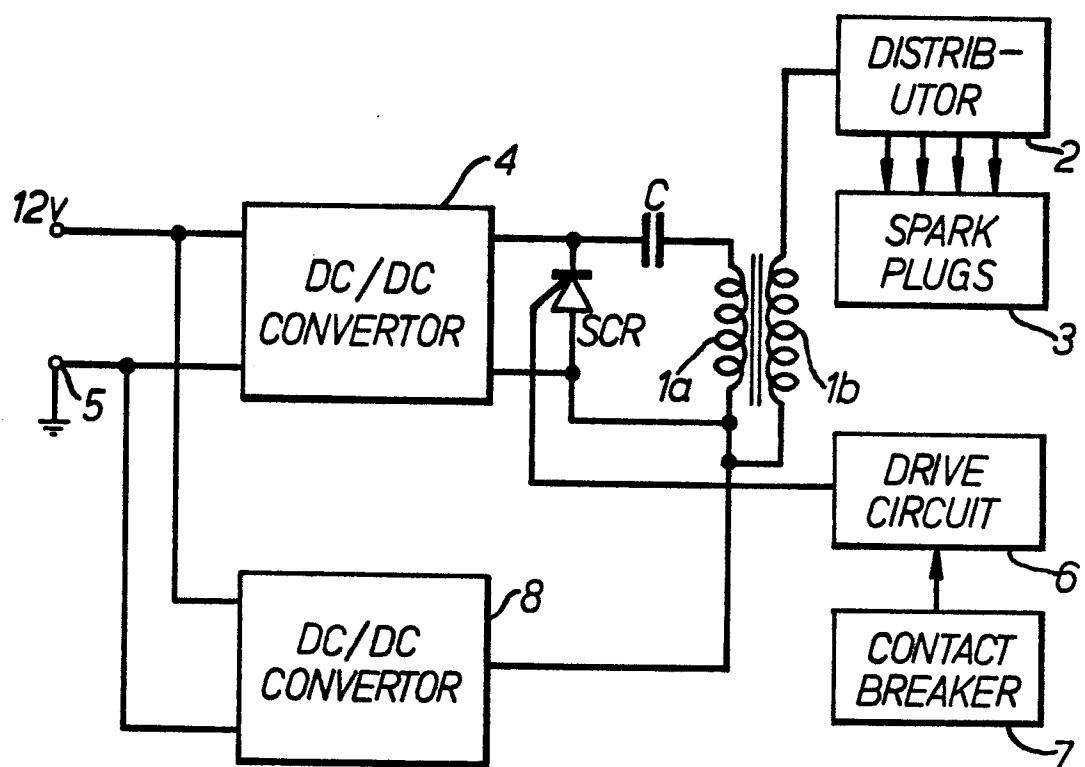 DISTRIB-
UTOR
2
SPARK
PLUGS
3
12v
4
DC/DC
CONVERTOR
C
SCR
1a
1b
5
DRIVE
CIRCUIT
6
8
DC/DC
CONVERTOR
CONTACT
BREAKER
7